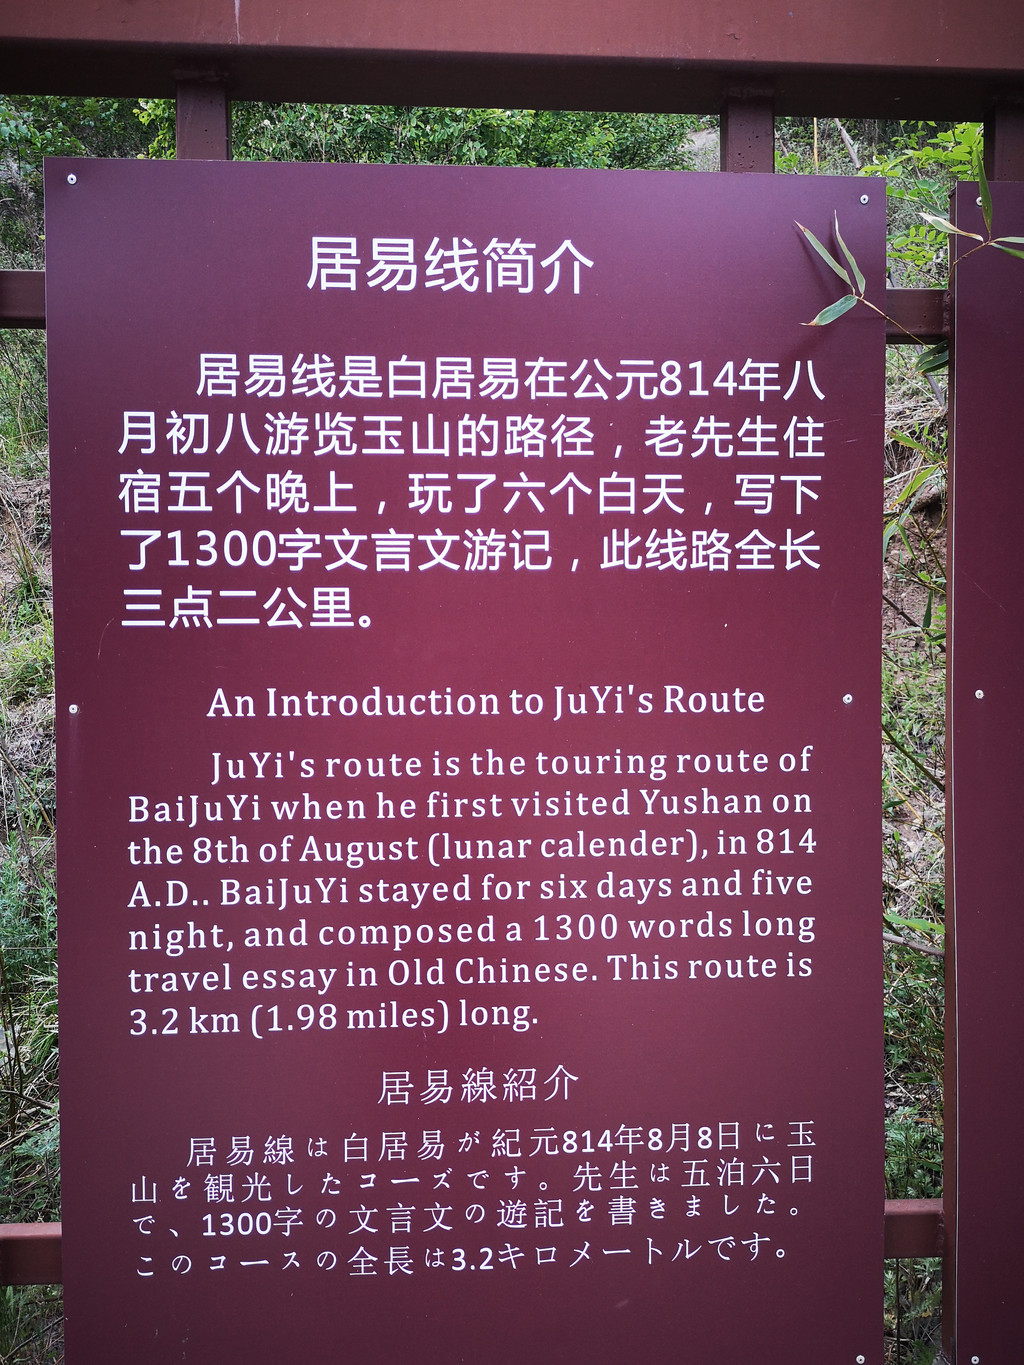 居易线简介
居易线是白居易在公元814年八
月初八游览玉山的路径，老先生住
宿五个晚上，玩了六个白天，写下
了1300字文言文游记，此线路全长
三点二公里。
An Introduction to JuYi's Route
JuYi's route is the touring route of
BaiJuYi when he first visited Yushan on
the 8th of August (lunar calender), in 814
A.D.. BaiJuYi stayed for six days and five
night, and composed a 1300 words long
travel essay in Old Chinese. This route is
3.2 km (1.98 miles) long.
居易線紹介
居易線は白居易が紀元814年8月8日に玉
山を観光したコーズです。先生は五泊六日
で、1300字の文言文の遊記を書きました。
このコースの全長は3.2キロメートルです。